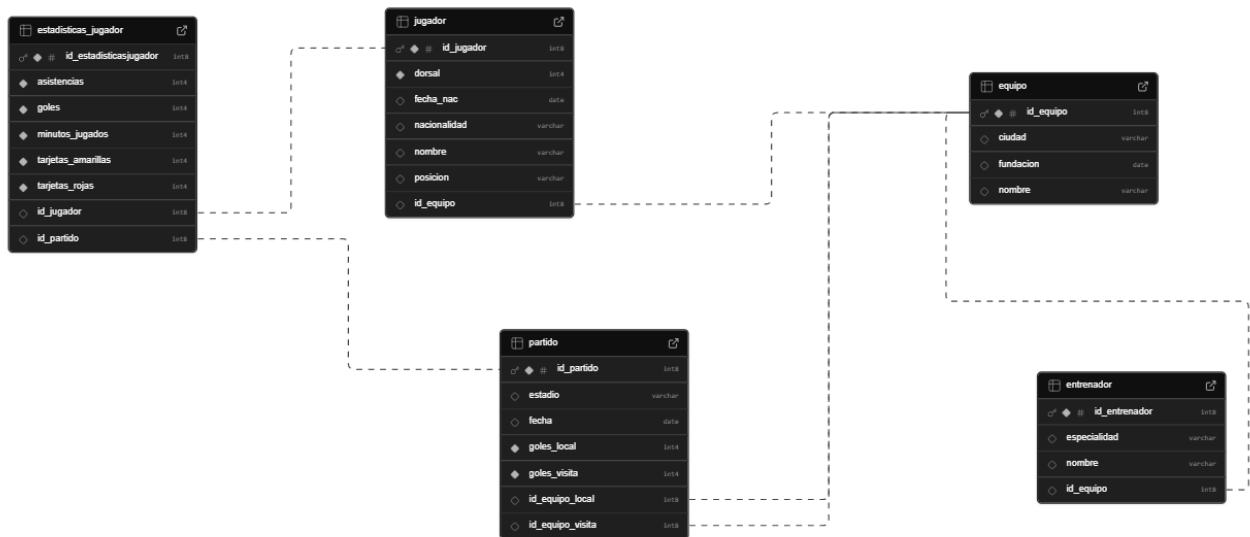 estadisticas_jugador
# id_estadisticasjugador int8
asistencias int4
goles int4
minutos_jugados int4
tarjetas_amarillas int4
tarjetas_rojas int4
id_jugador int8
id_partido int8
jugador
# id_jugador int8
dorsal int4
fecha_nac date
nacionalidad varchar
nombre varchar
posicion varchar
id_equipo int8
equipo
# id_equipo int8
ciudad varchar
fundacion date
nombre varchar
partido
# id_partido int8
estadio varchar
fecha date
goles_local int4
goles_visita int4
id_equipo_local int8
id_equipo_visita int8
entrenador
# id_entrenador int8
especialidad varchar
nombre varchar
id_equipo int8